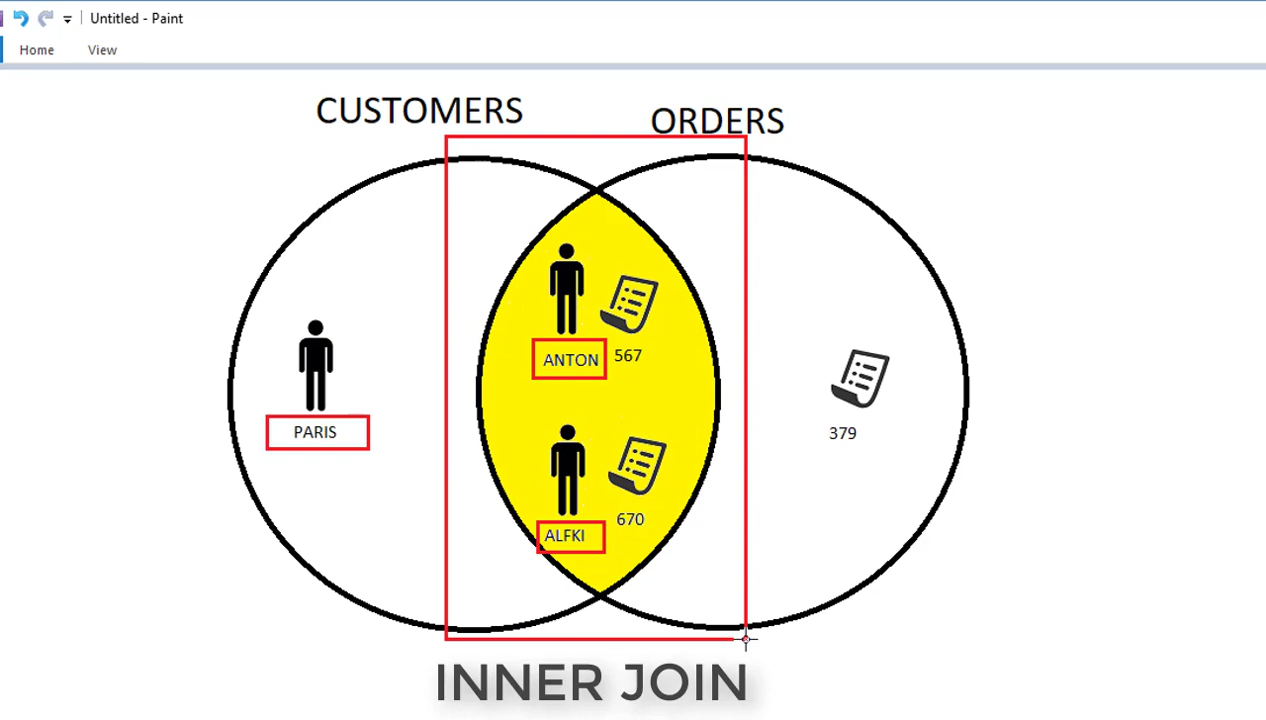 Untitled - Paint
Home View
CUSTOMERS
ORDERS
ANTON 567
PARIS
379
670
ALFKI
INNER JOIN